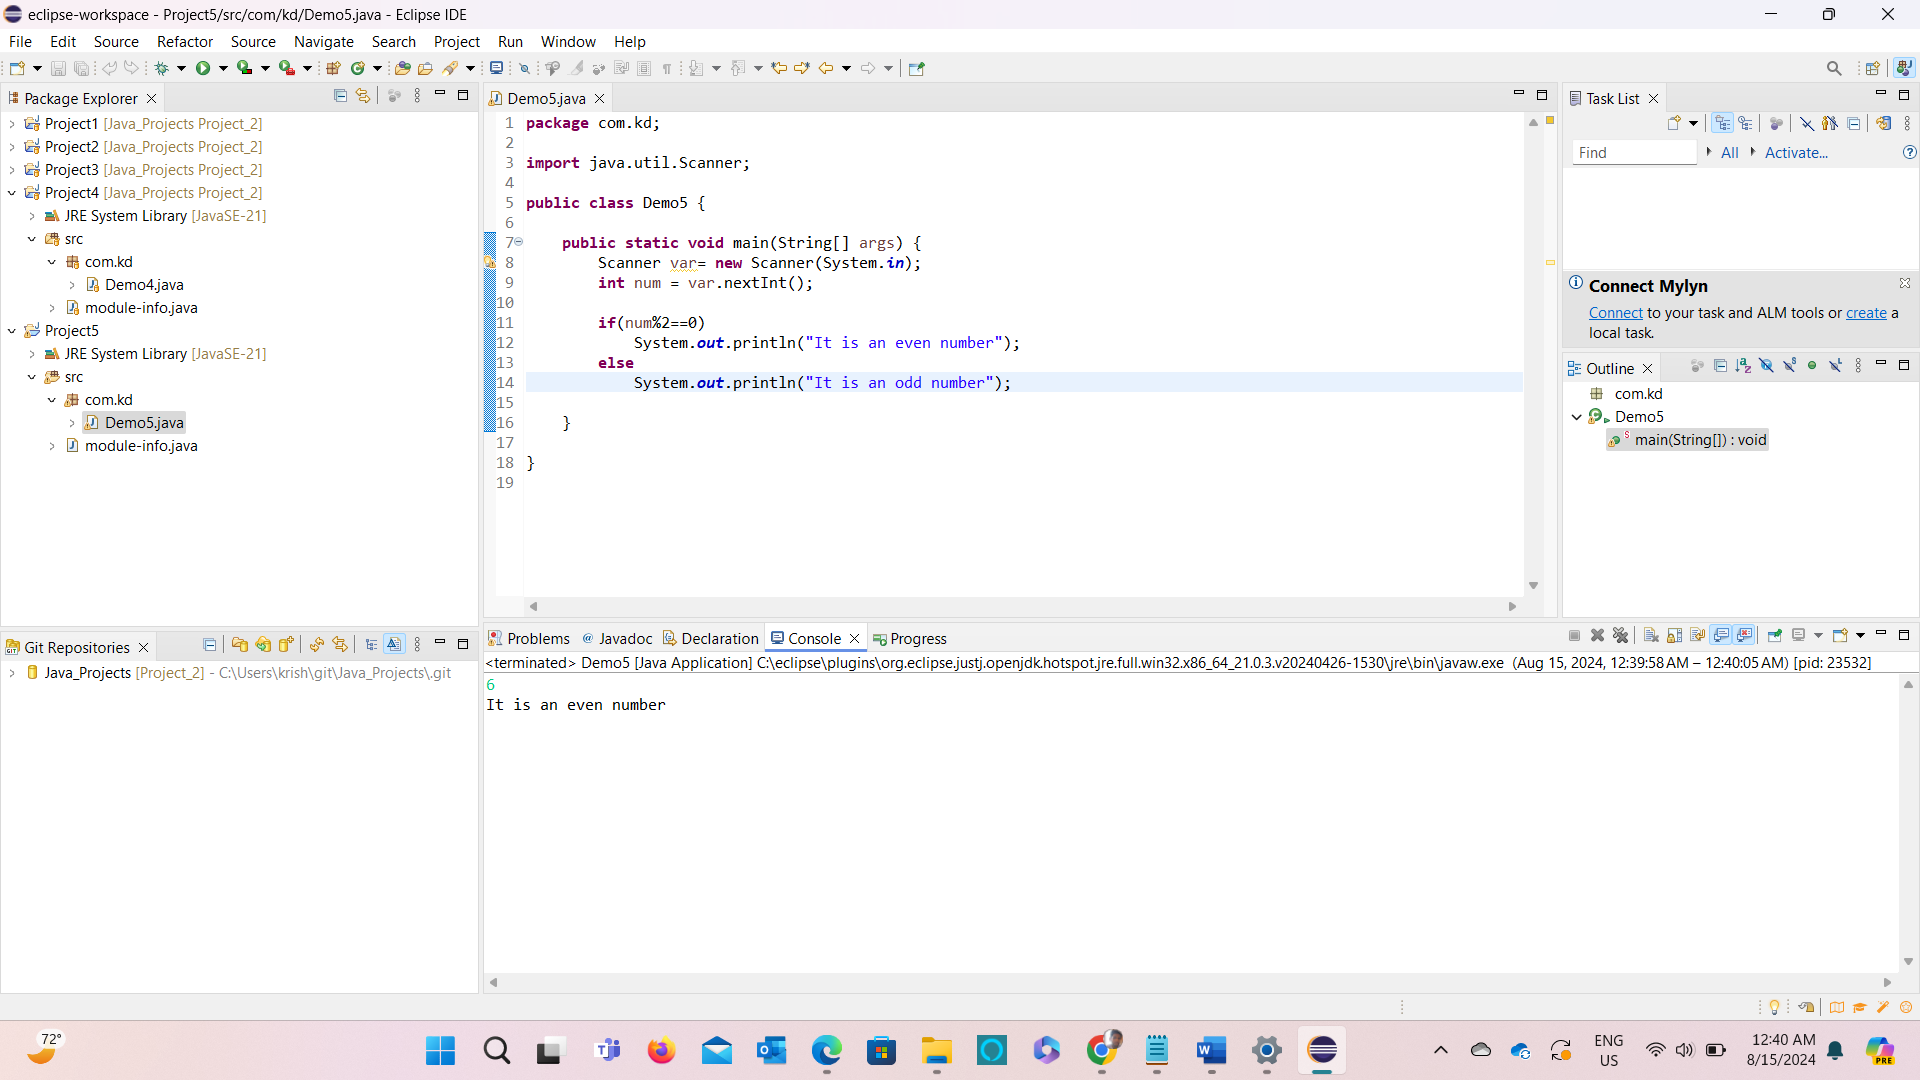 eclipse-workspace - Project5/src/com/kd/Demo5.java - Eclipse IDE
File Edit Source Refactor Source Navigate Search Project Run Window Help
Package Explorer
Project1 [Java_Projects Project_2]
Project2 [Java_Projects Project_2]
Project3 [Java_Projects Project_2]
Project4 [Java_Projects Project_2]
JRE System Library [JavaSE-21]
src
com.kd
Demo4.java
module-info.java
Project5
JRE System Library [JavaSE-21]
src
com.kd
Demo5.java
module-info.java
Demo5.java
1 package com.kd;
2
3 import java.util.Scanner;
4
5 public class Demo5 {
6
7 public static void main(String[] args) {
8 Scanner var= new Scanner(System.in);
9 int num = var.nextInt();
10
11 if(num%2==0)
12 System.out.println("It is an even number");
13 else
14 System.out.println("It is an odd number");
15
16 }
17
18 }
19
Task List
Find All Activate...
Connect Mylyn
Connect to your task and ALM tools or create a
local task.
Outline
com.kd
Demo5
main(String[]) : void
Git Repositories
Java_Projects [Project_2] - C:\Users\krish\git\Java_Projects\.git
Problems Javadoc Declaration Console Progress
<terminated> Demo5 [Java Application] C:\eclipse\plugins\org.eclipse.justj.openjdk.hotspot.jre.full.win32.x86_64_21.0.3.v20240426-1530\jre\bin\javaw.exe (Aug 15, 2024, 12:39:58 AM – 12:40:05 AM) [pid: 23532]
6
It is an even number
72°
ENG
US
12:40 AM
8/15/2024
PRE